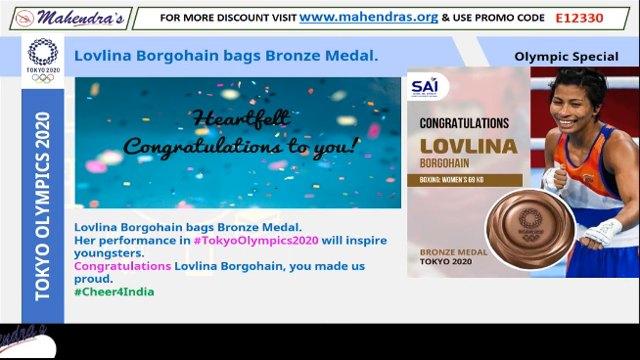 Mahendra's
FOR MORE DISCOUNT VISIT www.mahendras.org & USE PROMO CODE E12330
TOKYO 2020
Lovlina Borgohain bags Bronze Medal.
Olympic Special
TOKYO OLYMPICS 2020
Heartfelt
Congratulations to you!
SAI
CONGRATULATIONS
LOVLINA
BORGOHAIN
BOXING: WOMEN'S 69 KG
BRONZE MEDAL
TOKYO 2020
Lovlina Borgohain bags Bronze Medal.
Her performance in #TokyoOlympics2020 will inspire
youngsters.
Congratulations Lovlina Borgohain, you made us
proud.
#Cheer4India